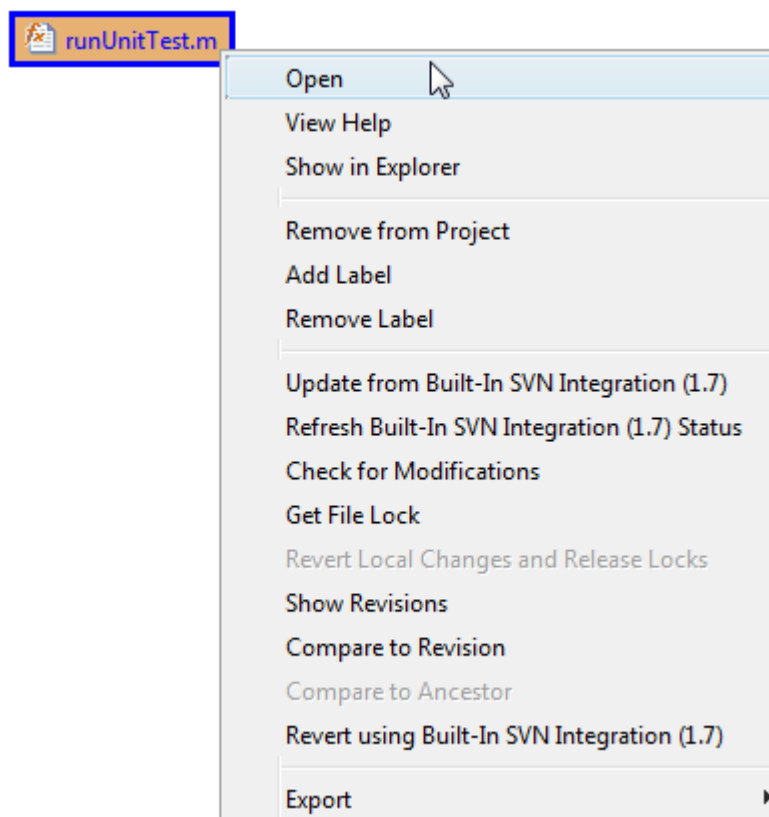 runUnitTest.m
Open
View Help
Show in Explorer
Remove from Project
Add Label
Remove Label
Update from Built-In SVN Integration (1.7)
Refresh Built-In SVN Integration (1.7) Status
Check for Modifications
Get File Lock
Revert Local Changes and Release Locks
Show Revisions
Compare to Revision
Compare to Ancestor
Revert using Built-In SVN Integration (1.7)
Export